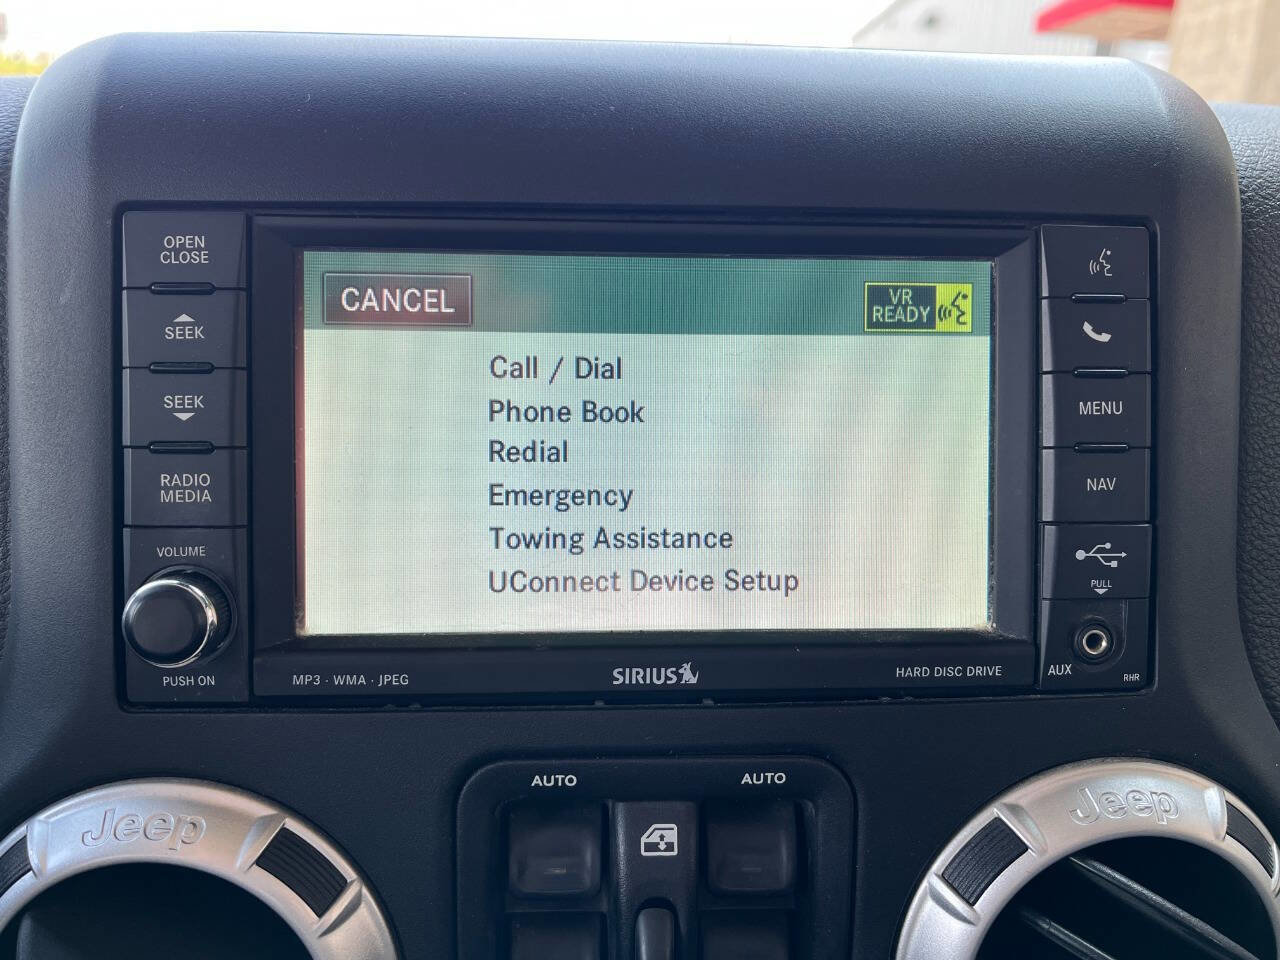 OPEN
CLOSE
SEEK
SEEK
RADIO
MEDIA
VOLUME
PUSH ON
CANCEL
VR
READY
Call / Dial
Phone Book
Redial
Emergency
Towing Assistance
UConnect Device Setup
MP3 · WMA · JPEG
SIRIUS
HARD DISC DRIVE
MENU
NAV
PULL
AUX
RHR
AUTO
AUTO
Jeep
Jeep